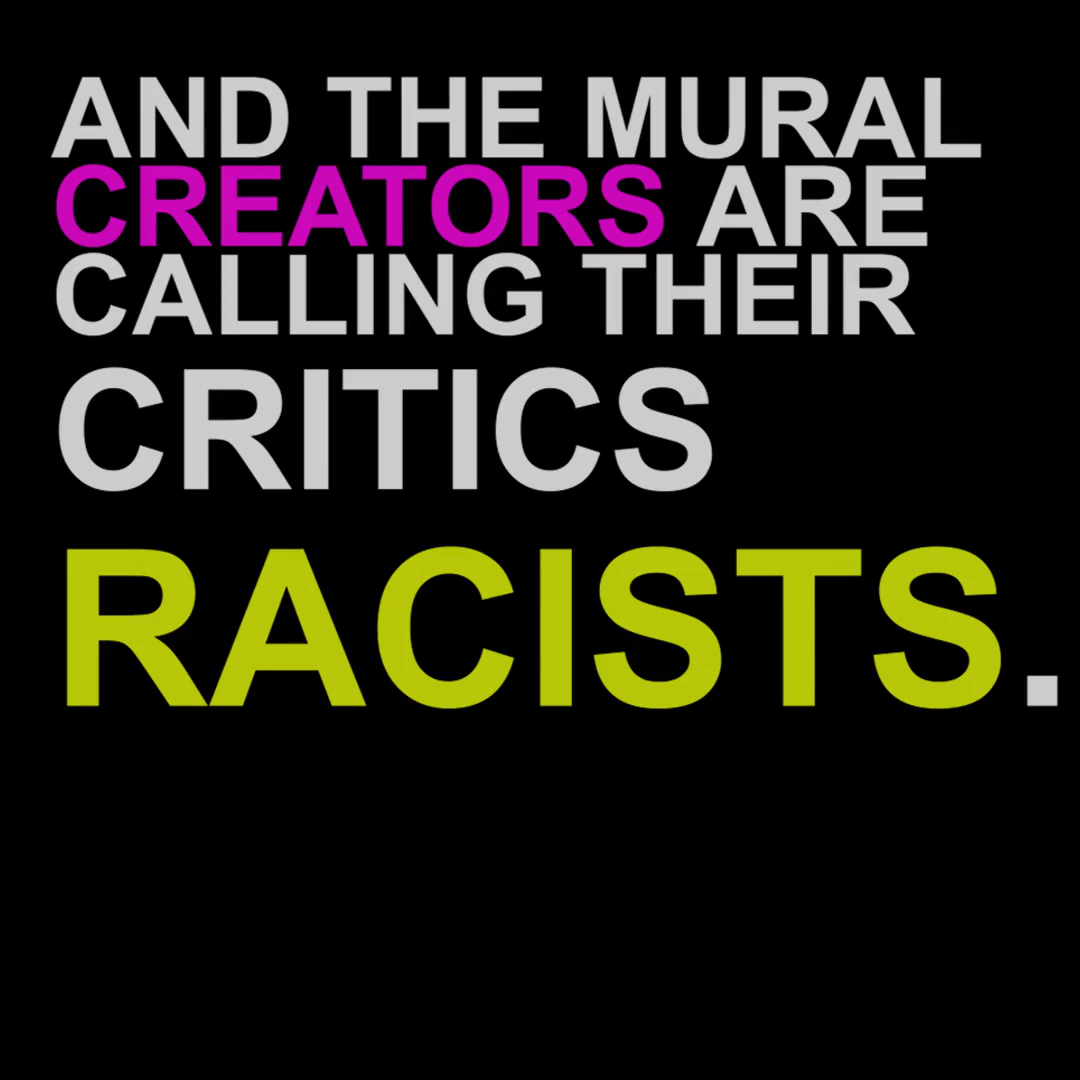 AND THE MURAL
CREATORS ARE
CALLING THEIR
CRITICS
RACISTS.